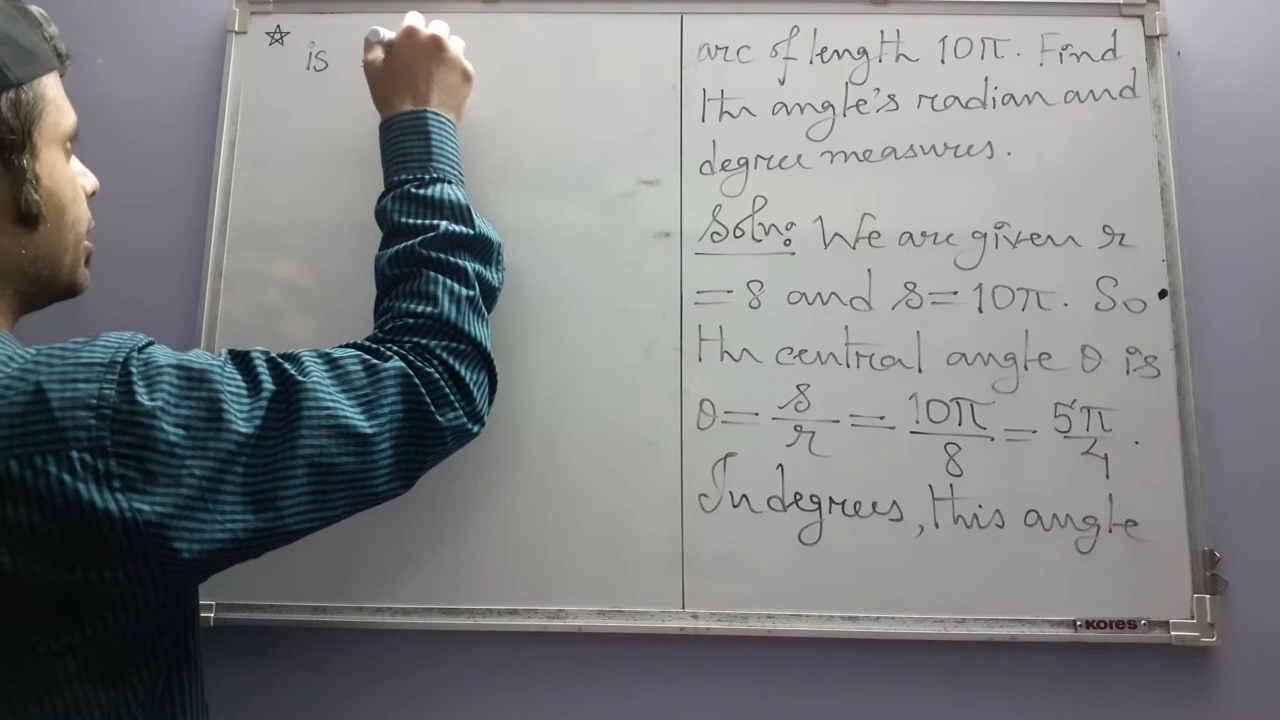 ☆ is
arc of length 10π. Find
the angle's radian and
degree measures.
Soln: We are given r
= 8 and s = 10π. So
the central angle θ is
θ = s/r = 10π/8 = 5π/4.
In degrees, this angle
KORES